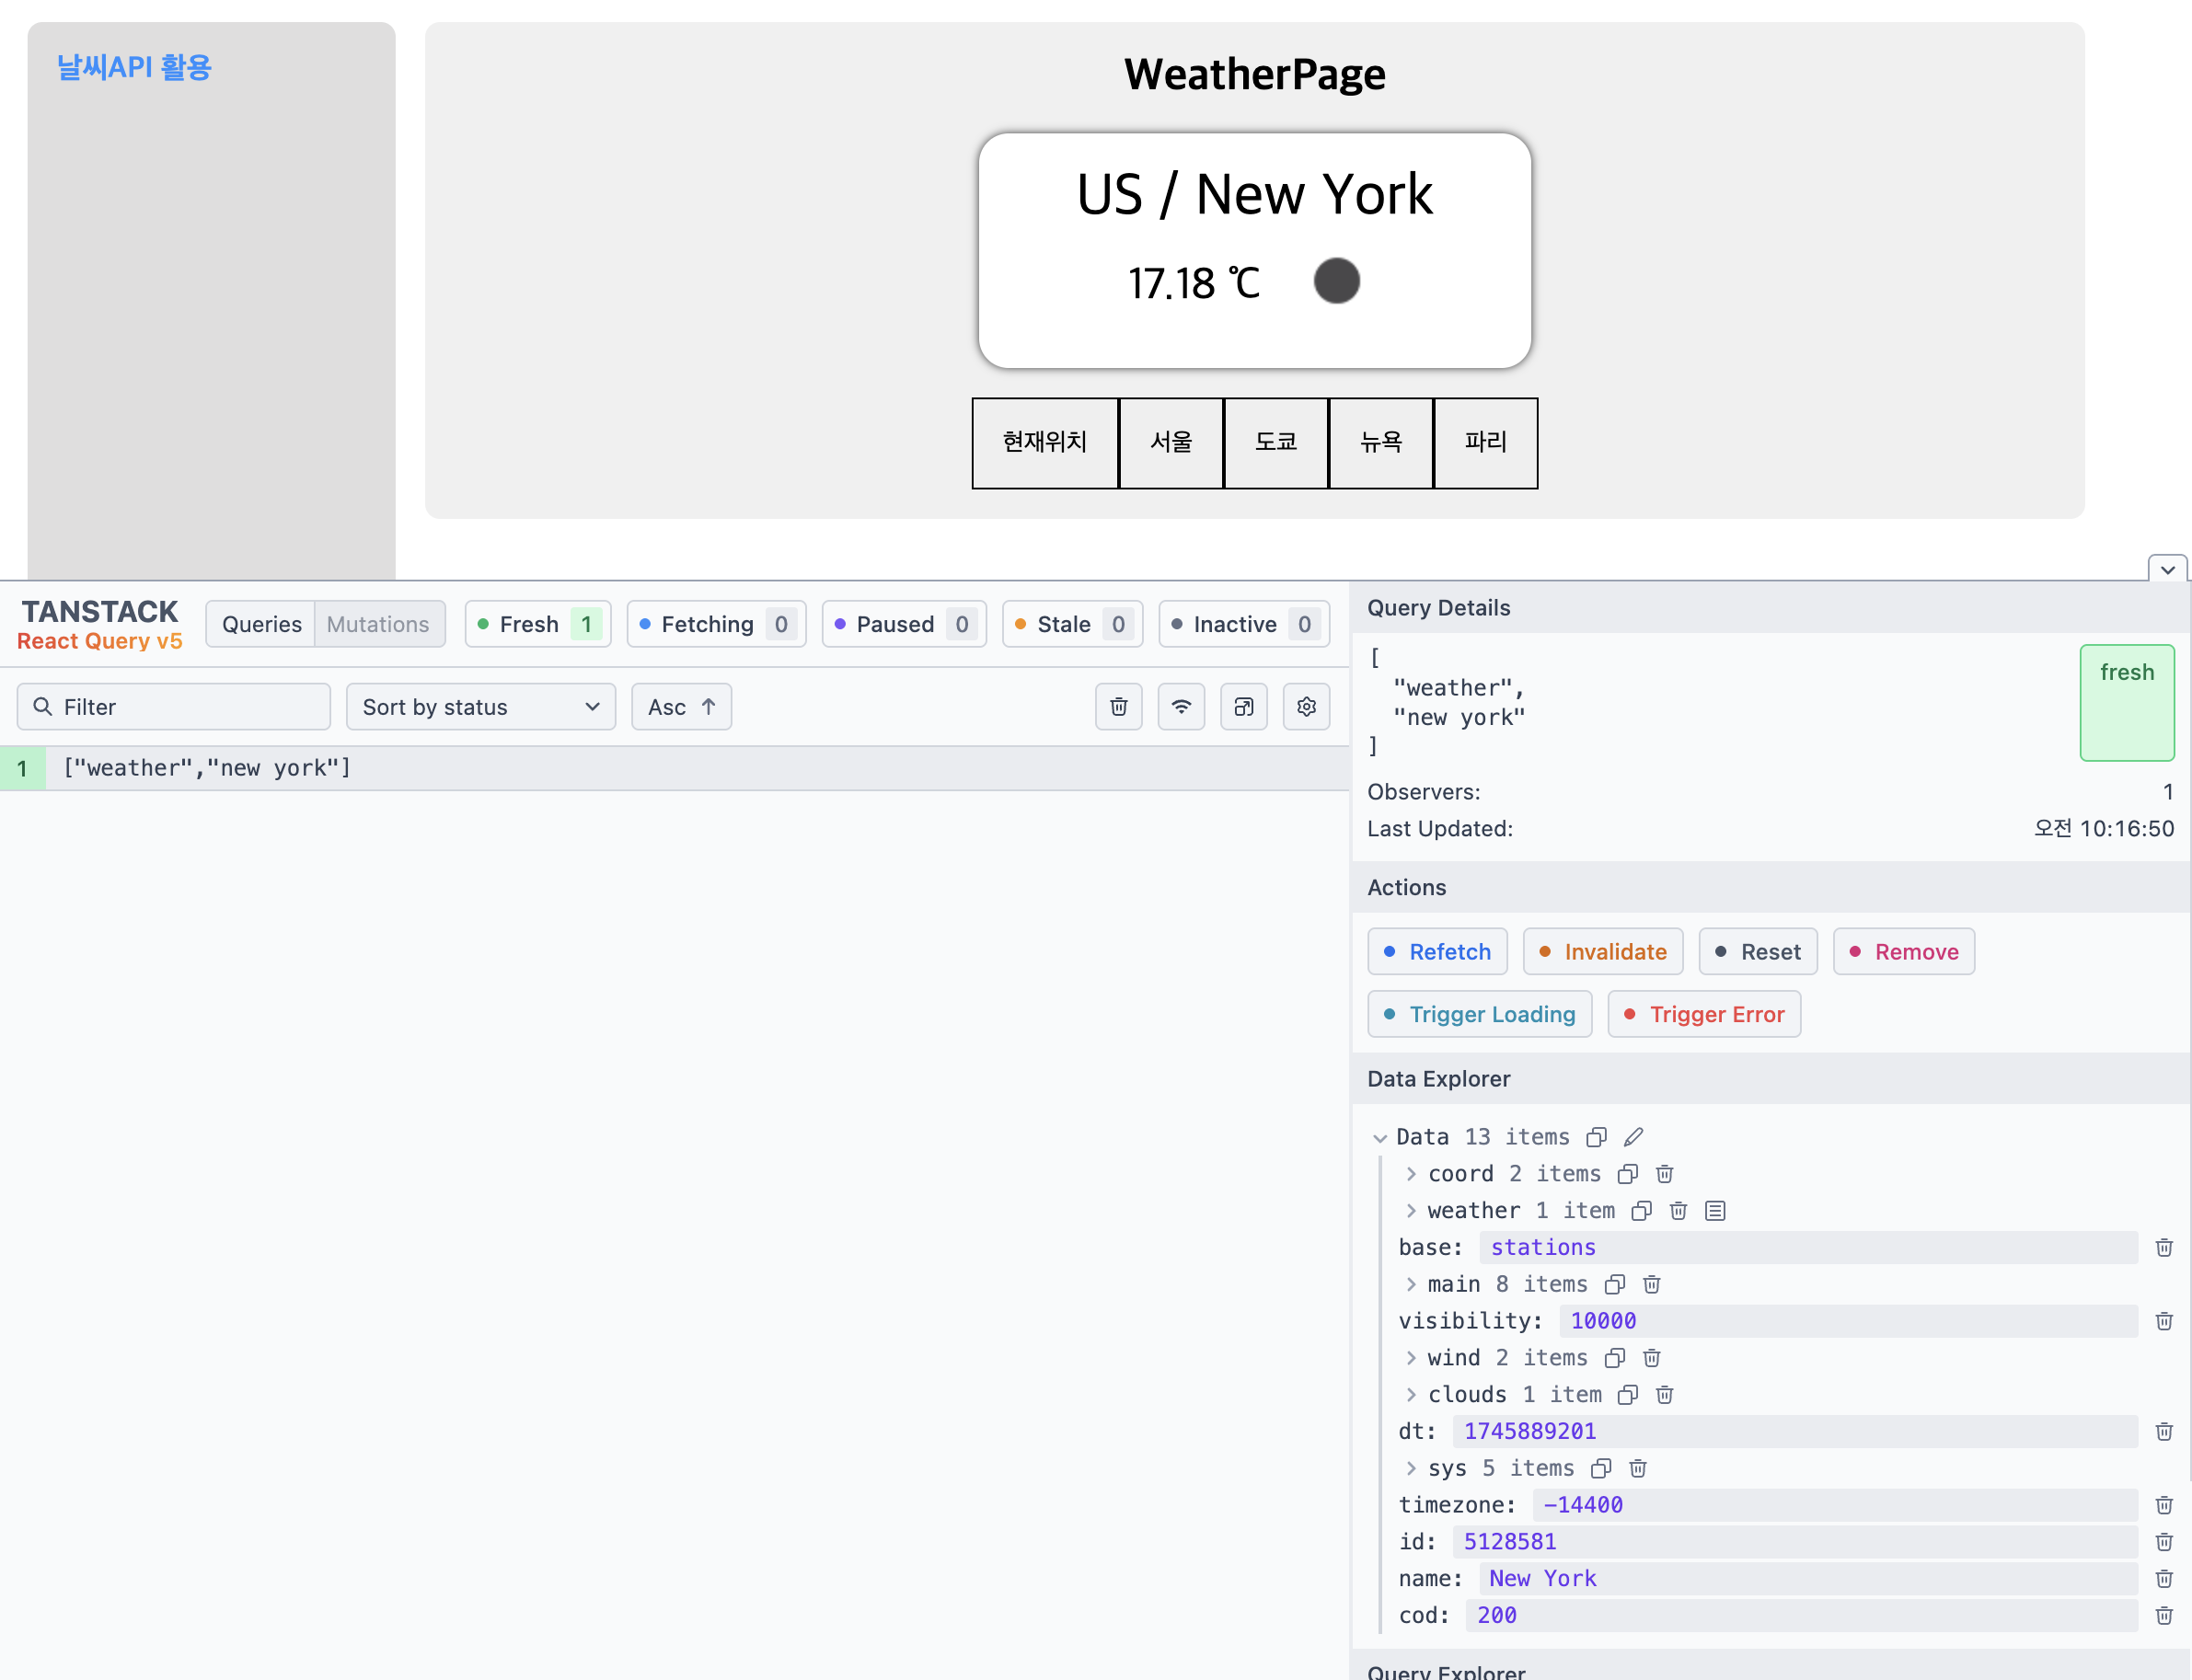 날씨API 활용
WeatherPage
US / New York
17.18 ℃
현재위치 서울 도쿄 뉴욕 파리
TANSTACK
React Query v5
Queries Mutations Fresh 1 Fetching 0 Paused 0 Stale 0 Inactive 0
Filter Sort by status Asc ↑
1 ["weather","new york"]
Query Details
[
"weather",
"new york"
]
fresh
Observers: 1
Last Updated: 오전 10:16:50
Actions
Refetch Invalidate Reset Remove
Trigger Loading Trigger Error
Data Explorer
Data 13 items
coord 2 items
weather 1 item
base: stations
main 8 items
visibility: 10000
wind 2 items
clouds 1 item
dt: 1745889201
sys 5 items
timezone: -14400
id: 5128581
name: New York
cod: 200
Query Explorer